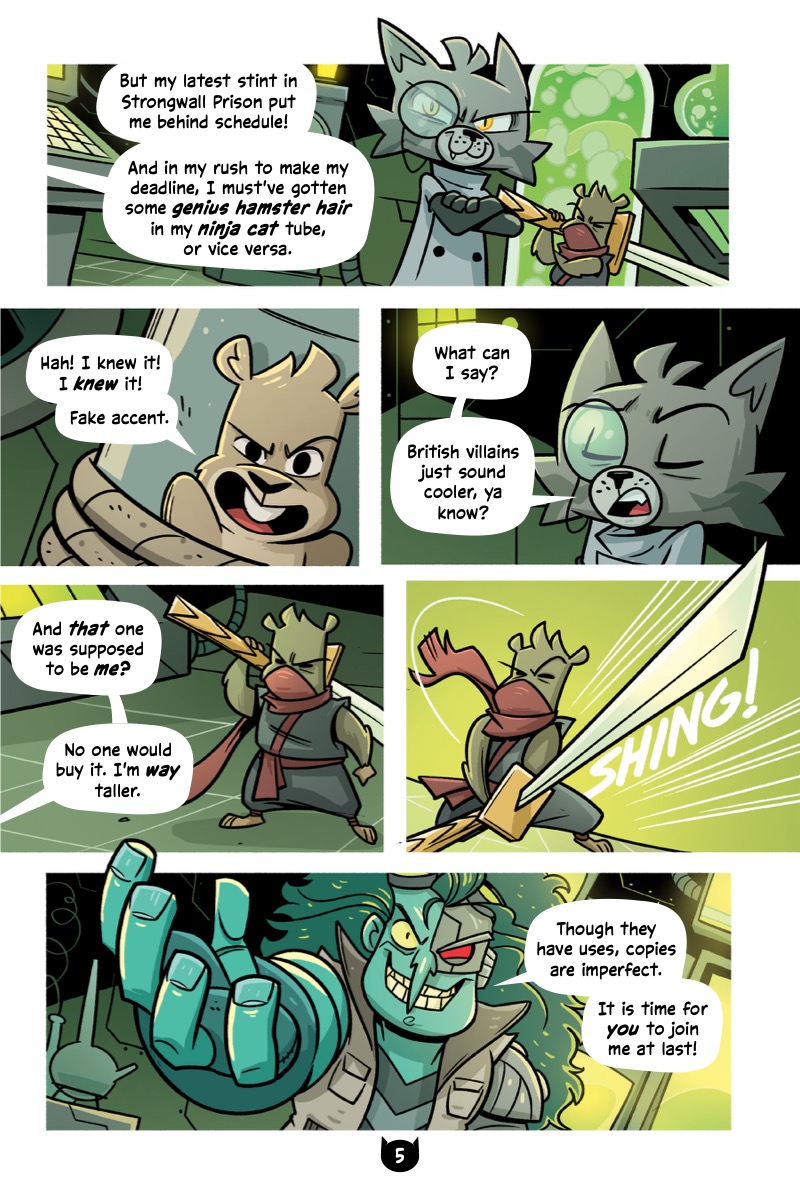 But my latest stint in
Strongwall Prison put
me behind schedule!
And in my rush to make my
deadline, I must've gotten
some genius hamster hair
in my ninja cat tube,
or vice versa.
Hah! I knew it!
I knew it!
Fake accent.
What can
I say?
British villains
just sound
cooler, ya
know?
And that one
was supposed
to be me?
No one would
buy it. I'm way
taller.
SHING!
Though they
have uses, copies
are imperfect.
It is time for
you to join
me at last!
5